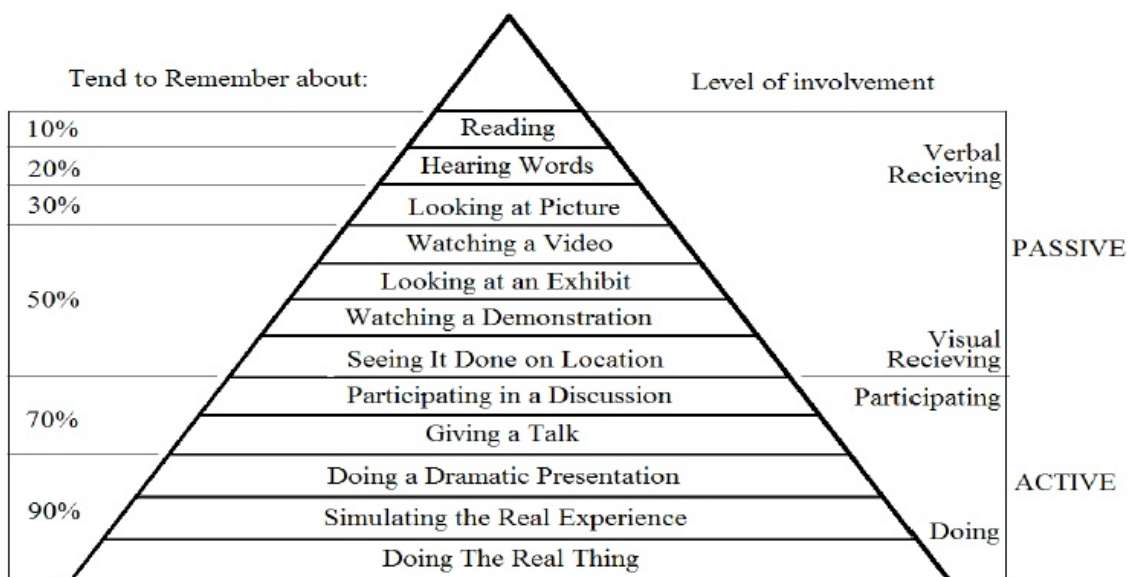 Tend to Remember about:
Level of involvement
10%
Reading
Verbal
Recieving
20%
Hearing Words
30%
Looking at Picture
Watching a Video
PASSIVE
50%
Looking at an Exhibit
Watching a Demonstration
Visual
Recieving
Seeing It Done on Location
Participating in a Discussion
Participating
70%
Giving a Talk
Doing a Dramatic Presentation
ACTIVE
90%
Simulating the Real Experience
Doing
Doing The Real Thing